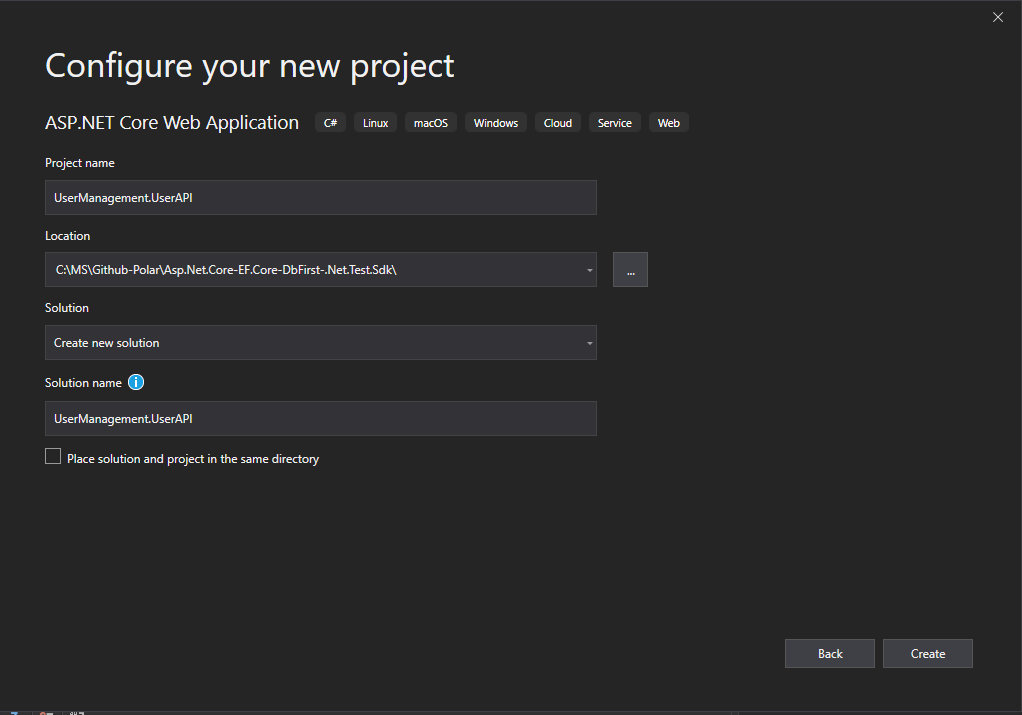 Configure your new project
ASP.NET Core Web Application C# Linux macOS Windows Cloud Service Web
Project name
UserManagement.UserAPI
Location
C:\MS\Github-Polar\Asp.Net.Core-EF.Core-DbFirst-.Net.Test.Sdk\
...
Solution
Create new solution
Solution name i
UserManagement.UserAPI
Place solution and project in the same directory
Back Create